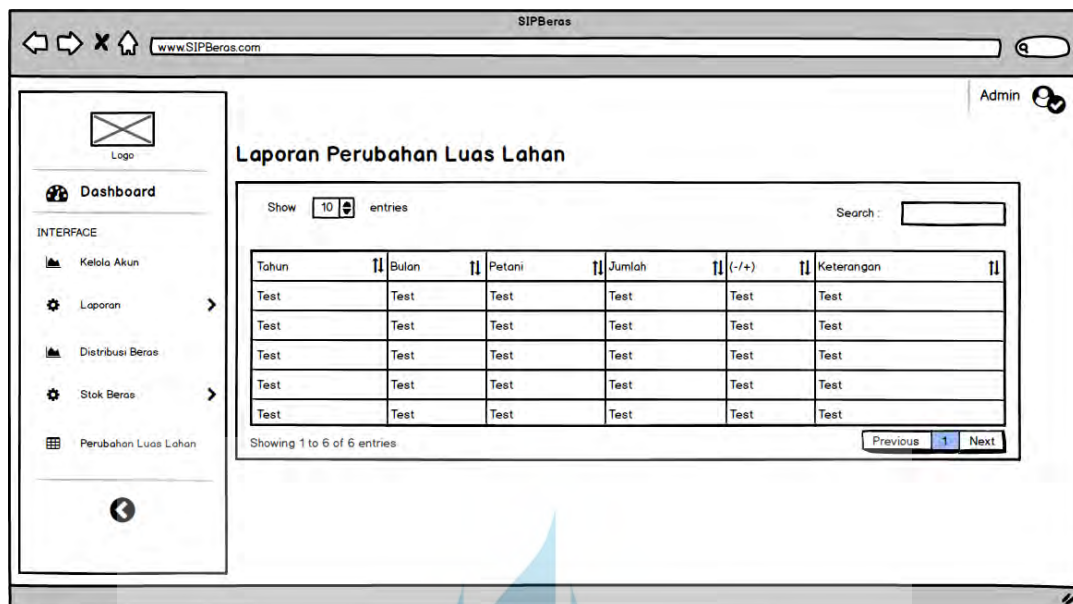 SIPBeras
www.SIPBeras.com
Admin
Logo
Dashboard
INTERFACE
Kelola Akun
Laporan
Distribusi Beras
Stok Beras
Perubahan Luas Lahan
Laporan Perubahan Luas Lahan
Show 10 entries
Search :
Tahun Bulan Petani Jumlah (-/+) Keterangan
Test Test Test Test Test Test
Test Test Test Test Test Test
Test Test Test Test Test Test
Test Test Test Test Test Test
Test Test Test Test Test Test
Showing 1 to 6 of 6 entries
Previous 1 Next